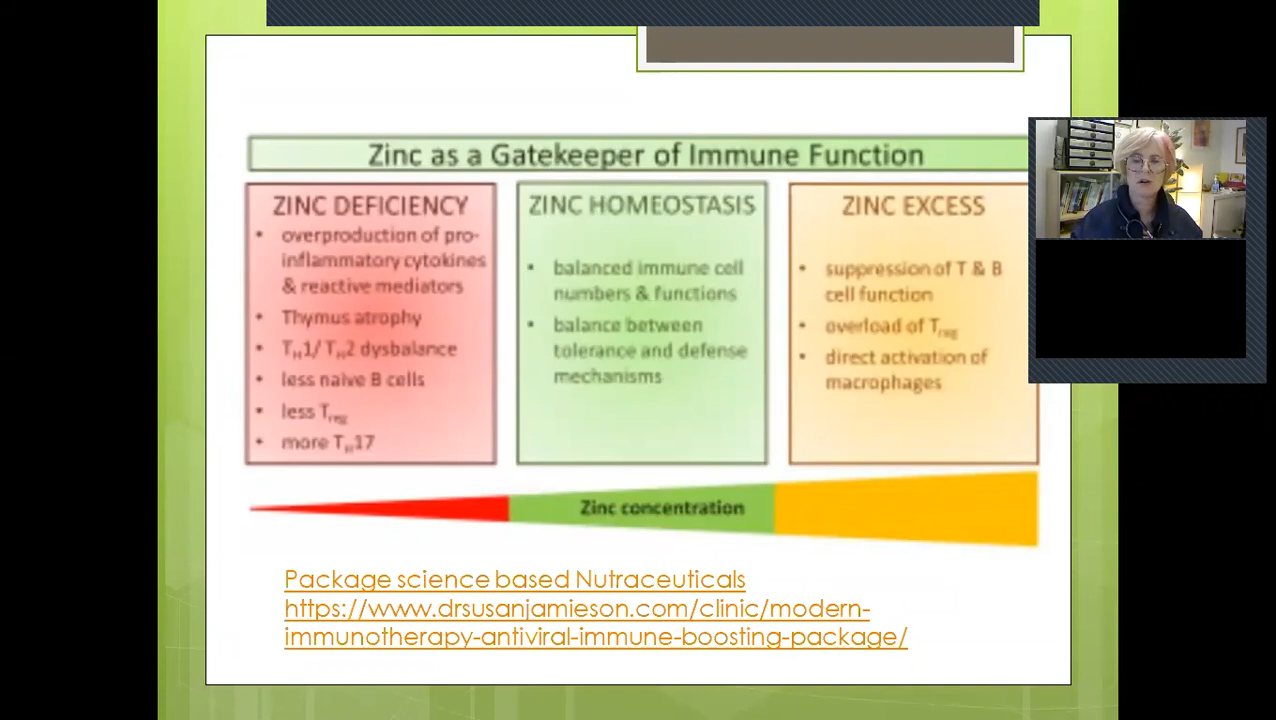 Zinc as a Gatekeeper of Immune Function
ZINC DEFICIENCY
• overproduction of pro-
inflammatory cytokines
& reactive mediators
• Thymus atrophy
• TH1/ TH2 dysbalance
• less naive B cells
• less Treg
• more TH17
ZINC HOMEOSTASIS
• balanced immune cell
numbers & functions
• balance between
tolerance and defense
mechanisms
ZINC EXCESS
• suppression of T & B
cell function
• overload of Treg
• direct activation of
macrophages
Zinc concentration
Package science based Nutraceuticals
https://www.drsusanjamieson.com/clinic/modern-
immunotherapy-antiviral-immune-boosting-package/